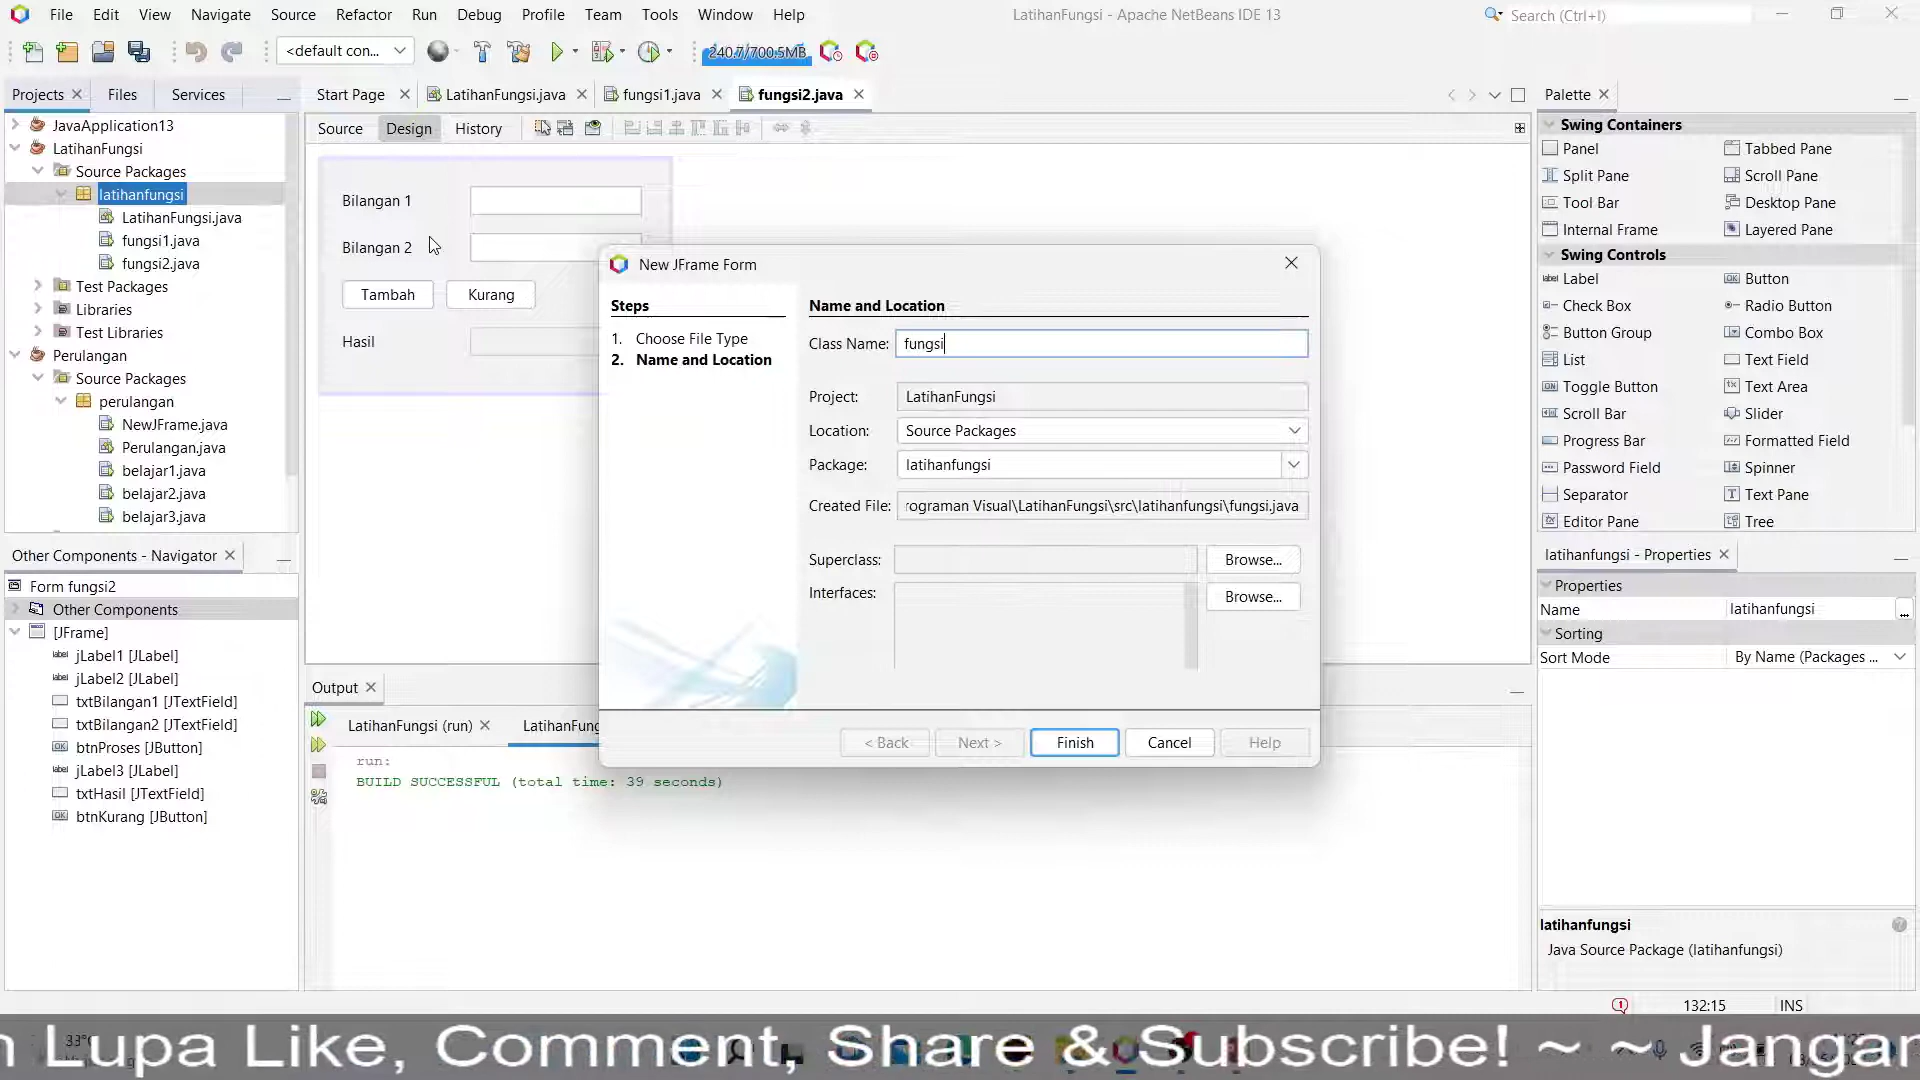 File Edit View Navigate Source Refactor Run Debug Profile Team Tools Window Help
LatihanFungsi - Apache NetBeans IDE 13
Search (Ctrl+I)
<default con...
240.7/700.5MB
Projects
Files
Services
Start Page
LatihanFungsi.java
fungsi1.java
fungsi2.java
Source
Design
History
JavaApplication13
LatihanFungsi
Source Packages
latihanfungsi
LatihanFungsi.java
fungsi1.java
fungsi2.java
Test Packages
Libraries
Test Libraries
Perulangan
Source Packages
perulangan
NewJFrame.java
Perulangan.java
belajar1.java
belajar2.java
belajar3.java
Other Components - Navigator
Form fungsi2
Other Components
[JFrame]
jLabel1 [JLabel]
jLabel2 [JLabel]
txtBilangan1 [JTextField]
txtBilangan2 [JTextField]
btnProses [JButton]
jLabel3 [JLabel]
txtHasil [JTextField]
btnKurang [JButton]
Bilangan 1
Bilangan 2
Tambah
Kurang
Hasil
New JFrame Form
Steps
1. Choose File Type
2. Name and Location
Name and Location
Class Name: fungsi
Project: LatihanFungsi
Location: Source Packages
Package: latihanfungsi
Created File: rograman Visual\LatihanFungsi\src\latihanfungsi\fungsi.java
Superclass:
Browse...
Interfaces:
Browse...
< Back
Next >
Finish
Cancel
Help
Output
LatihanFungsi (run)
LatihanFung
run:
BUILD SUCCESSFUL (total time: 39 seconds)
Palette
Swing Containers
Panel
Tabbed Pane
Split Pane
Scroll Pane
Tool Bar
Desktop Pane
Internal Frame
Layered Pane
Swing Controls
Label
Button
Check Box
Radio Button
Button Group
Combo Box
List
Text Field
Toggle Button
Text Area
Scroll Bar
Slider
Progress Bar
Formatted Field
Password Field
Spinner
Separator
Text Pane
Editor Pane
Tree
latihanfungsi - Properties
Properties
Name latihanfungsi
...
Sorting
Sort Mode By Name (Packages ...
latihanfungsi
Java Source Package (latihanfungsi)
132:15
INS
n Lupa Like, Comment, Share & Subscribe! ~ ~ Jangan
33°